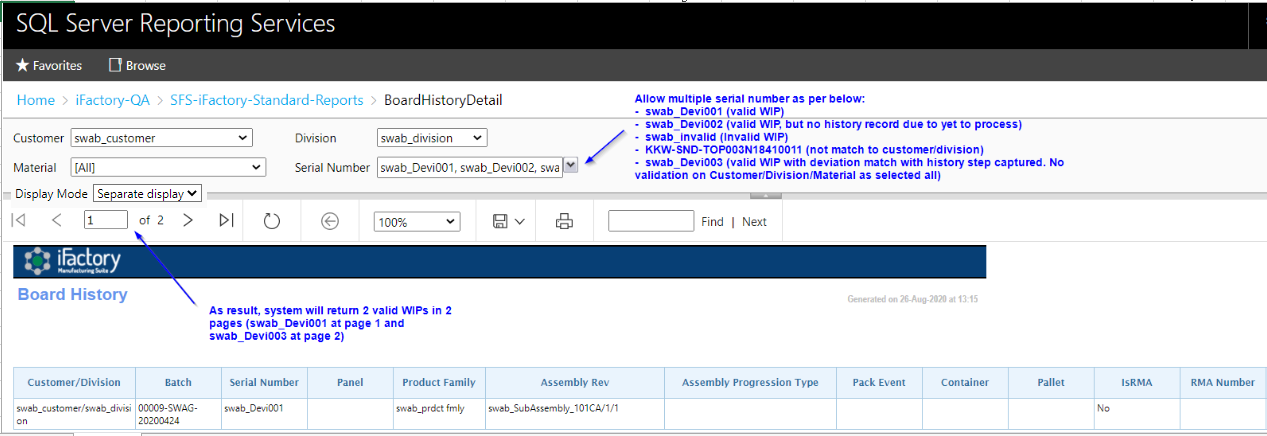 SQL Server Reporting Services
Favorites Browse
Home > iFactory-QA > SFS-iFactory-Standard-Reports > BoardHistoryDetail
Allow multiple serial number as per below:
- swab_Devi001 (valid WIP)
- swab_Devi002 (valid WIP, but no history record due to yet to process)
- swab_invalid (Invalid WIP)
- KKW-SND-TOP003N18410011 (not match to customer/division)
- swab_Devi003 (valid WIP with deviation match with history step captured. No
validation on Customer/Division/Material as selected all)
Customer swab_customer Division swab_division
Material [All] Serial Number swab_Devi001, swab_Devi002, swa
Display Mode Separate display
1 of 2 100% Find | Next
iFactory
Manufacturing Suite
Board History
Generated on 26-Aug-2020 at 13:15
As result, system will return 2 valid WIPs in 2
pages (swab_Devi001 at page 1 and
swab_Devi003 at page 2)
Customer/Division Batch Serial Number Panel Product Family Assembly Rev Assembly Progression Type Pack Event Container Pallet IsRMA RMA Number
swab_customer/swab_divisi 00009-SWAG- swab_Devi001 swab_prdct fmly swab_SubAssembly_101CA/1/1 No
on 20200424